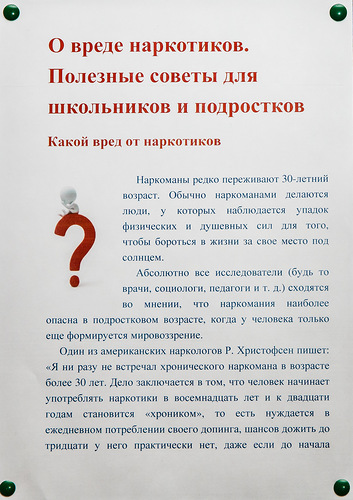 О вреде наркотиков.
Полезные советы для
школьников и подростков
Какой вред от наркотиков
Наркоманы редко переживают 30-летний
возраст. Обычно наркоманами делаются
люди, у которых наблюдается упадок
физических и душевных сил для того,
чтобы бороться в жизни за свое место под
солнцем.
Абсолютно все исследователи (будь то
врачи, социологи, педагоги и т. д.) сходятся
во мнении, что наркомания наиболее
опасна в подростковом возрасте, когда у человека только
еще формируется мировоззрение.
Один из американских наркологов Р. Христофсен пишет:
«Я ни разу не встречал хронического наркомана в возрасте
более 30 лет. Дело заключается в том, что человек начинает
употреблять наркотики в восемнадцать лет и к двадцати
годам становится «хроником», то есть нуждается в
ежедневном потреблении своего допинга, шансов дожить до
тридцати у него практически нет, даже если до начала